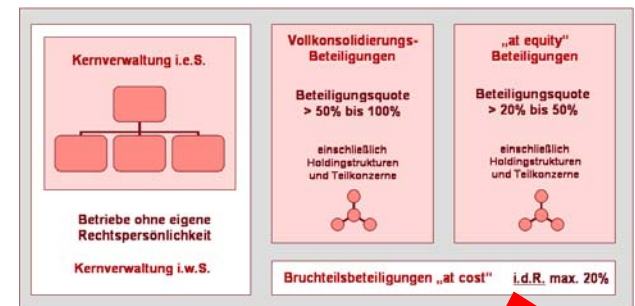 Kernverwaltung i.e.S.
Betriebe ohne eigene
Rechtspersönlichkeit
Kernverwaltung i.w.S.
Vollkonsolidierungs-
Beteiligungen
Beteiligungsquote
> 50% bis 100%
einschließlich
Holdingstrukturen
und Teilkonzerne
„at equity"
Beteiligungen
Beteiligungsquote
> 20% bis 50%
einschließlich
Holdingstrukturen
und Teilkonzerne
Bruchteilsbeteiligungen „at cost" i.d.R. max. 20%